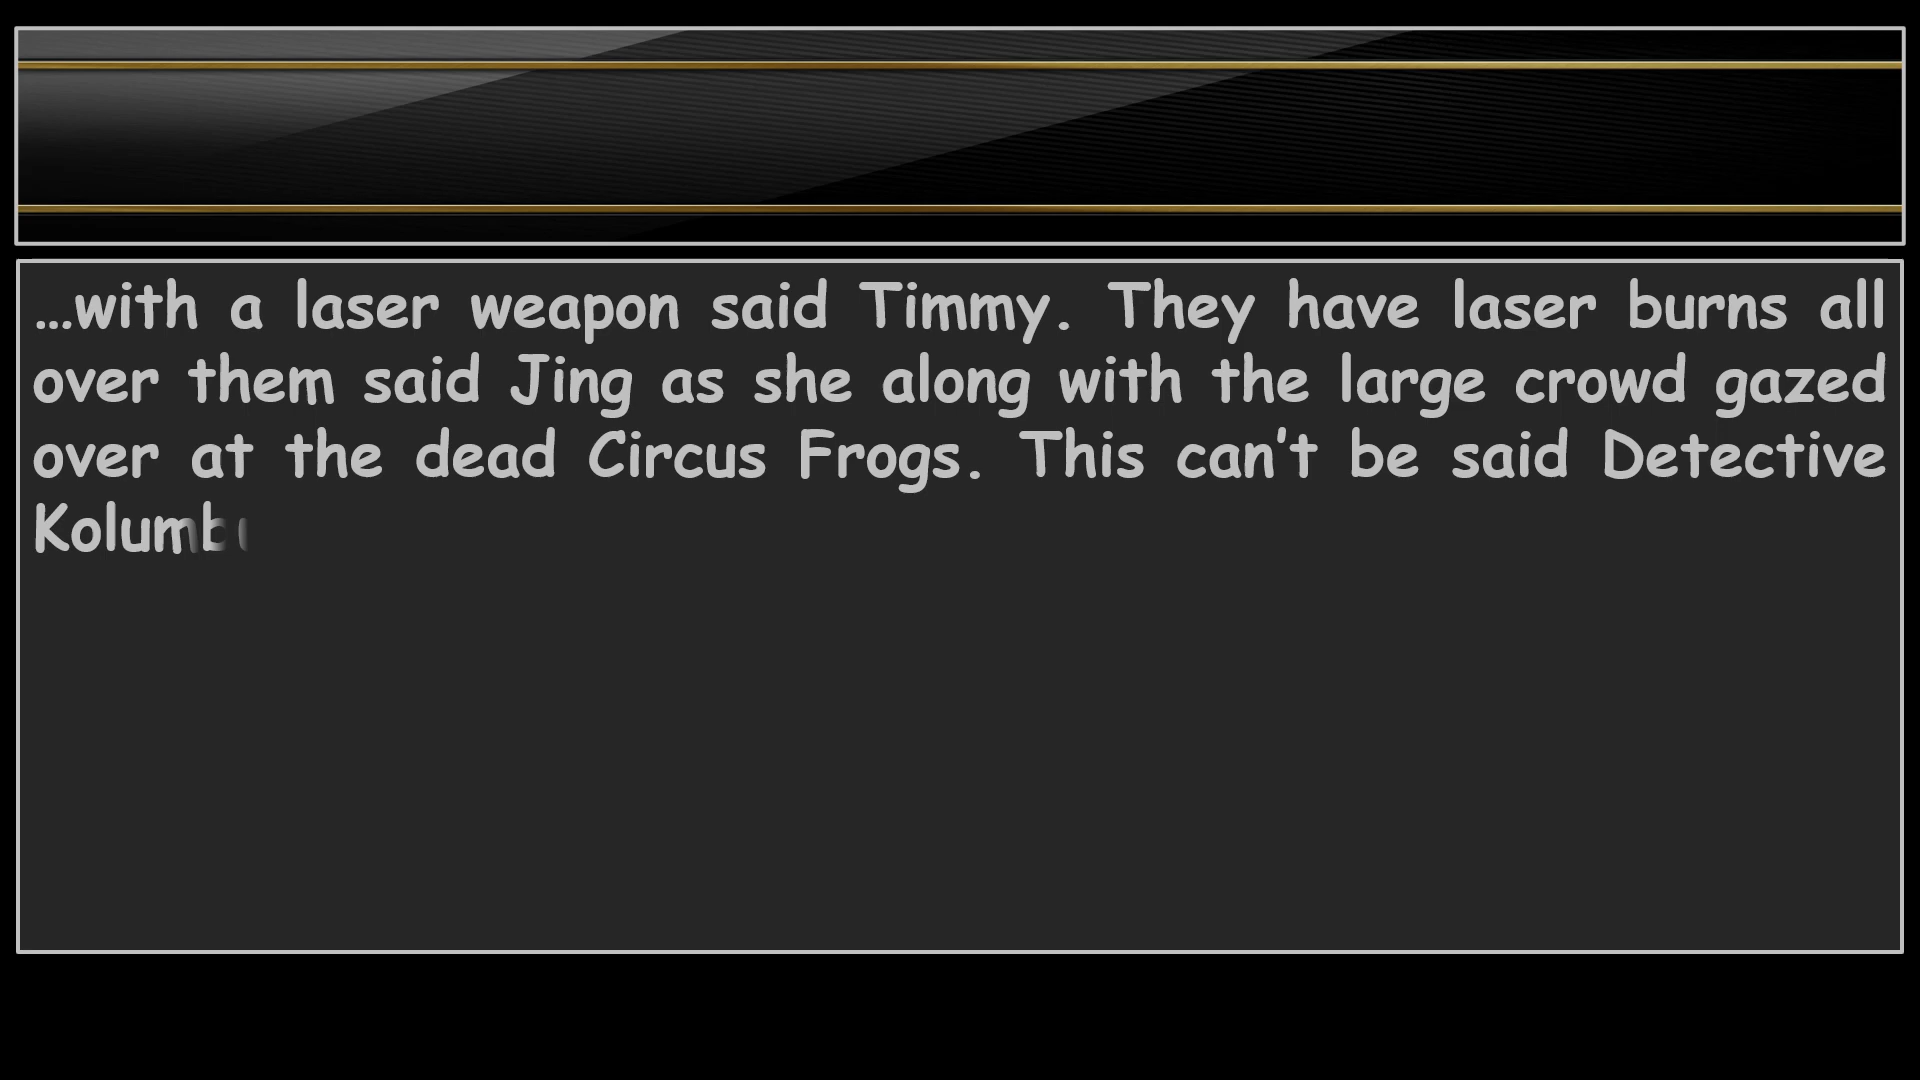 …with a laser weapon said Timmy. They have laser burns all
over them said Jing as she along with the large crowd gazed
over at the dead Circus Frogs. This can't be said Detective